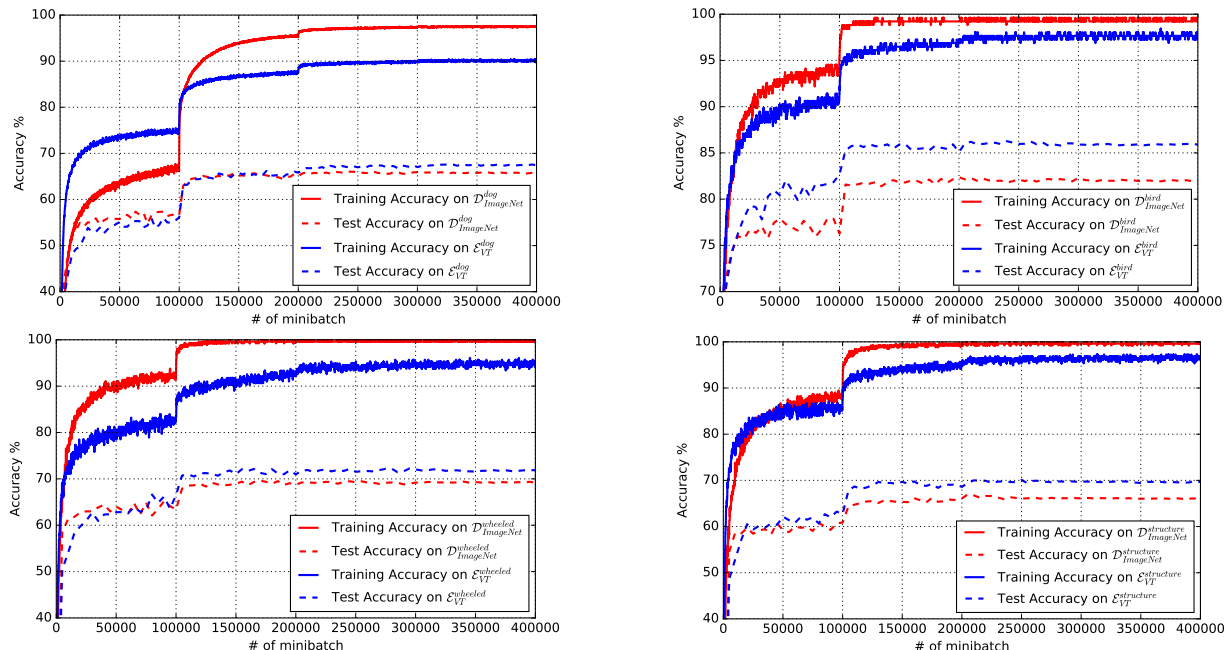 100
90
80
70
60
50
40
Accuracy %
0 50000 100000 150000 200000 250000 300000 350000 400000
# of minibatch
Training Accuracy on 𝒟^{dog}_{ImageNet}
Test Accuracy on 𝒟^{dog}_{ImageNet}
Training Accuracy on ℰ^{dog}_{VT}
Test Accuracy on ℰ^{dog}_{VT}
100
95
90
85
80
75
70
Accuracy %
0 50000 100000 150000 200000 250000 300000 350000 400000
# of minibatch
Training Accuracy on 𝒟^{bird}_{ImageNet}
Test Accuracy on 𝒟^{bird}_{ImageNet}
Training Accuracy on ℰ^{bird}_{VT}
Test Accuracy on ℰ^{bird}_{VT}
100
90
80
70
60
50
40
Accuracy %
0 50000 100000 150000 200000 250000 300000 350000 400000
# of minibatch
Training Accuracy on 𝒟^{wheeled}_{ImageNet}
Test Accuracy on 𝒟^{wheeled}_{ImageNet}
Training Accuracy on ℰ^{wheeled}_{VT}
Test Accuracy on ℰ^{wheeled}_{VT}
100
90
80
70
60
50
40
Accuracy %
0 50000 100000 150000 200000 250000 300000 350000 400000
# of minibatch
Training Accuracy on 𝒟^{structure}_{ImageNet}
Test Accuracy on 𝒟^{structure}_{ImageNet}
Training Accuracy on ℰ^{structure}_{VT}
Test Accuracy on ℰ^{structure}_{VT}